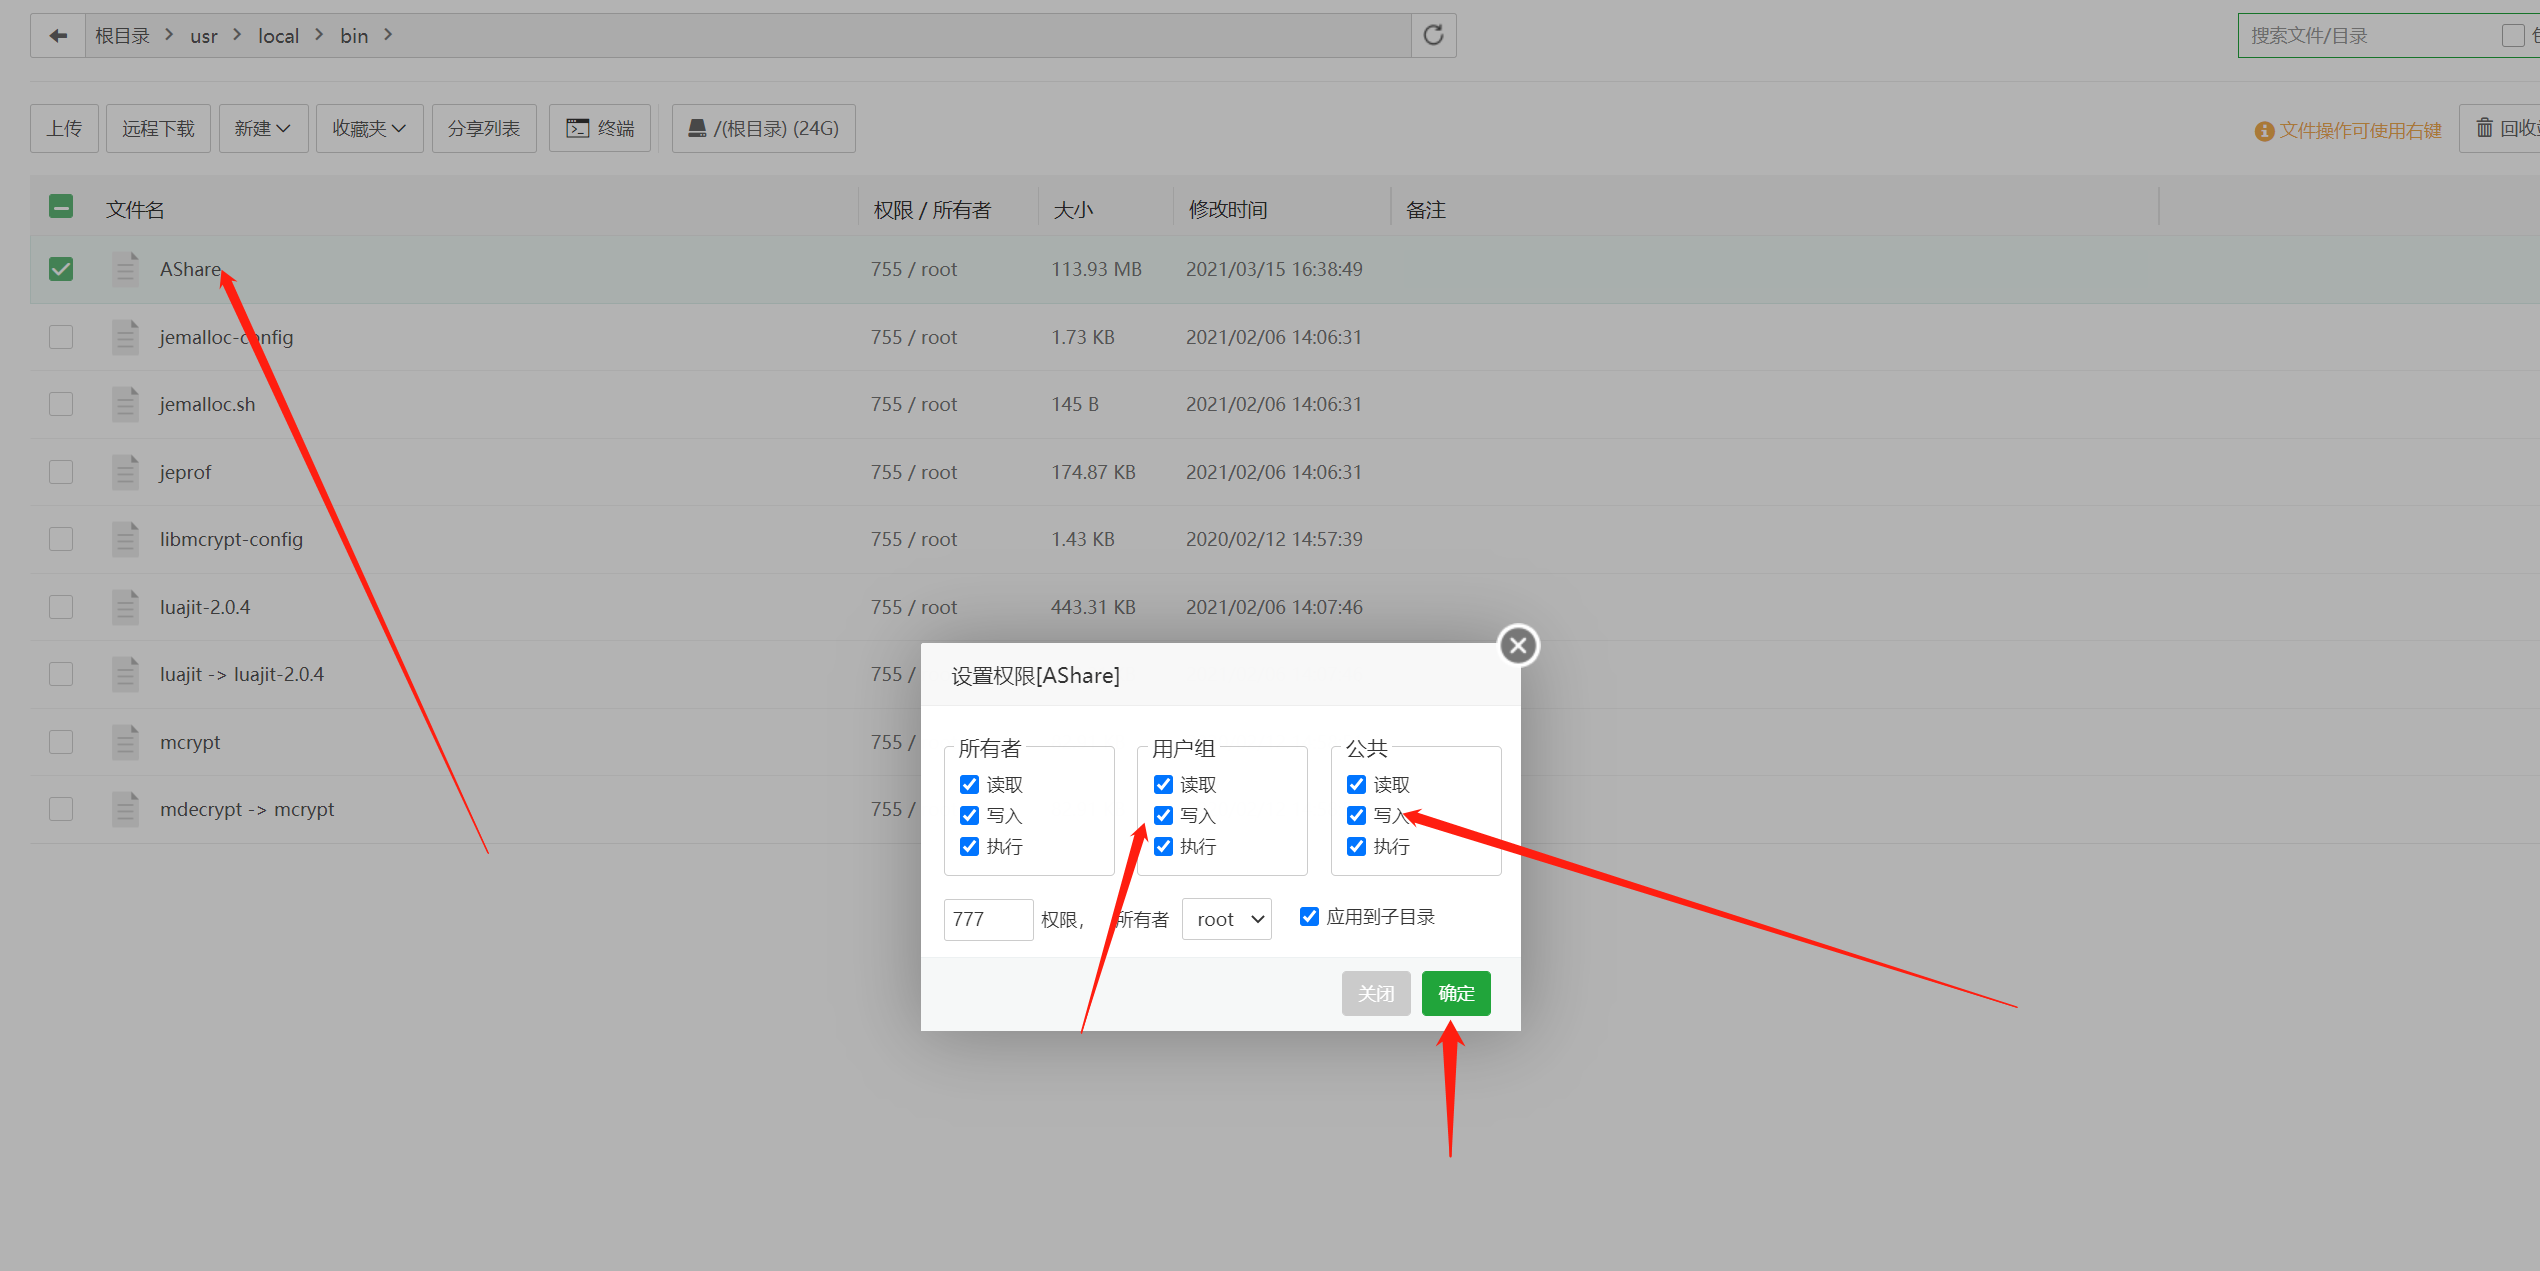 根目录 usr local bin
搜索文件/目录
上传 远程下载 新建 收藏夹 分享列表 终端 /(根目录) (24G) 文件操作可使用右键 回收
文件名 权限 / 所有者 大小 修改时间 备注
AShare 755 / root 113.93 MB 2021/03/15 16:38:49
jemalloc-config 755 / root 1.73 KB 2021/02/06 14:06:31
jemalloc.sh 755 / root 145 B 2021/02/06 14:06:31
jeprof 755 / root 174.87 KB 2021/02/06 14:06:31
libmcrypt-config 755 / root 1.43 KB 2020/02/12 14:57:39
luajit-2.0.4 755 / root 443.31 KB 2021/02/06 14:07:46
luajit -> luajit-2.0.4 755 /
mcrypt 755 /
mdecrypt -> mcrypt 755 /
设置权限[AShare]
所有者 用户组 公共
读取 读取 读取
写入 写入 写入
执行 执行 执行
777 权限, 所有者 root 应用到子目录
关闭 确定